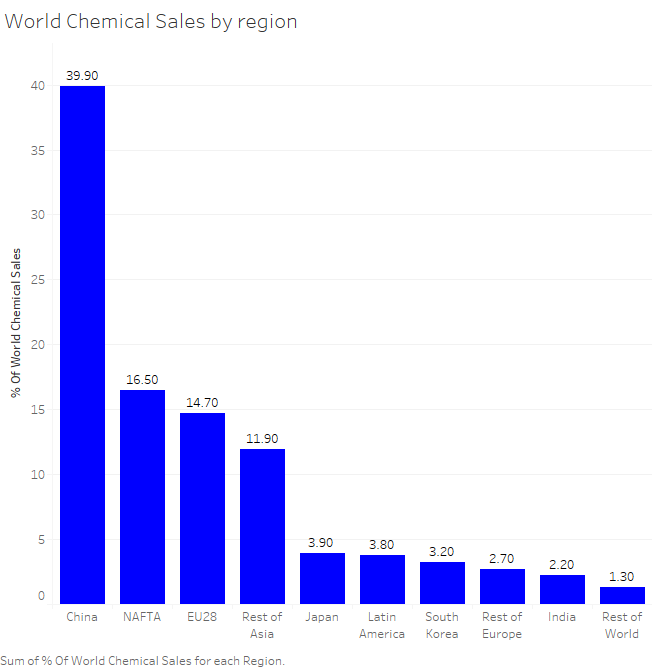 World Chemical Sales by region
% Of World Chemical Sales
40
35
30
25
20
15
10
5
0
39.90
16.50
14.70
11.90
3.90
3.80
3.20
2.70
2.20
1.30
China
NAFTA
EU28
Rest of
Asia
Japan
Latin
America
South
Korea
Rest of
Europe
India
Rest of
World
Sum of % Of World Chemical Sales for each Region.